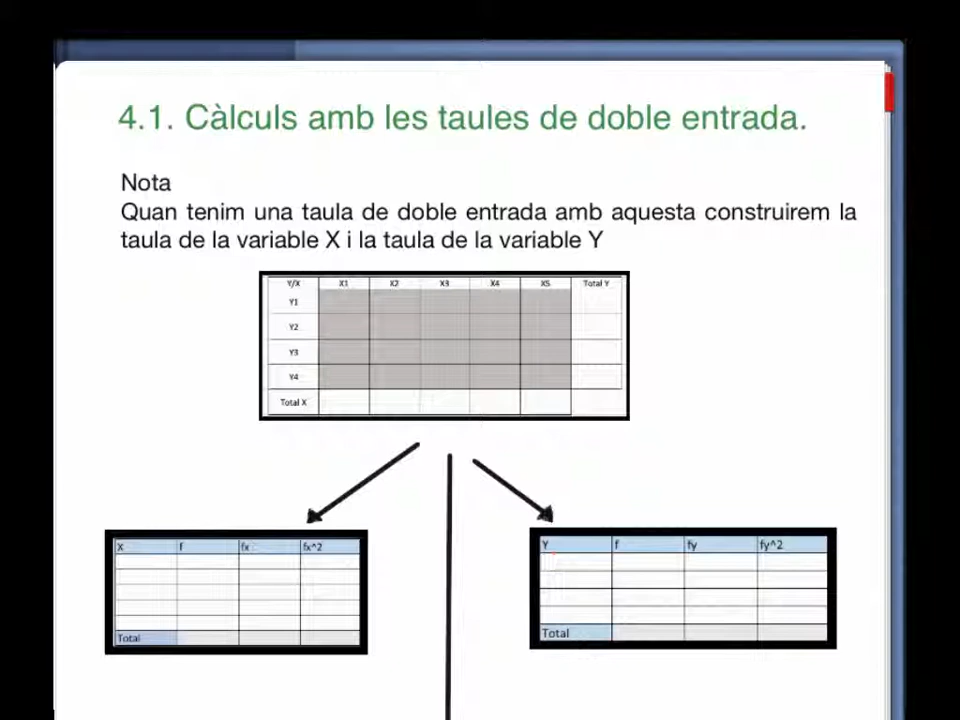 4.1. Càlculs amb les taules de doble entrada.
Nota
Quan tenim una taula de doble entrada amb aquesta construirem la
taula de la variable X i la taula de la variable Y
Y/X X1 X2 X3 X4 X5 Total Y
Y1
Y2
Y3
Y4
Total X
X f fx fx^2
Total
Y f fy fy^2
Total